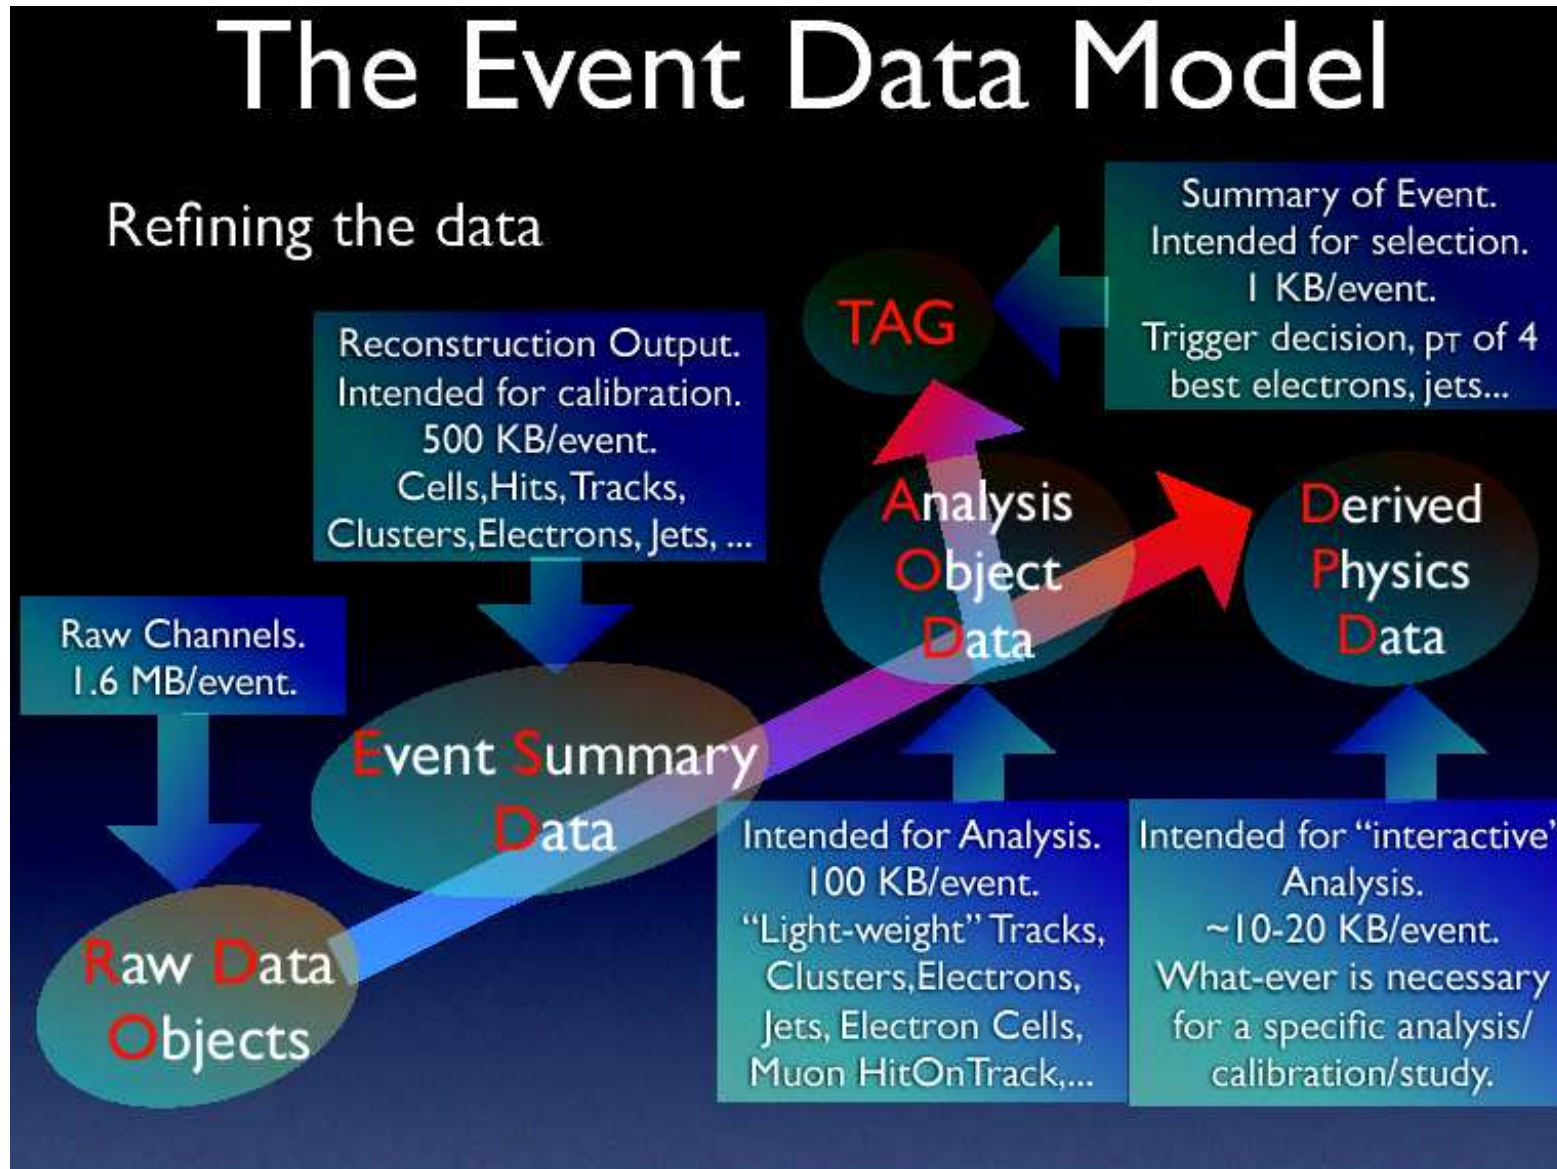 The Event Data Model
Refining the data
Summary of Event.
Intended for selection.
1 KB/event.
Trigger decision, pT of 4
best electrons, jets...
TAG
Reconstruction Output.
Intended for calibration.
500 KB/event.
Cells,Hits,Tracks,
Clusters,Electrons, Jets, ...
Analysis
Object
Data
Derived
Physics
Data
Raw Channels.
1.6 MB/event.
Event Summary
Data
Raw Data
Objects
Intended for Analysis.
100 KB/event.
“Light-weight” Tracks,
Clusters,Electrons,
Jets, Electron Cells,
Muon HitOnTrack,...
Intended for “interactive”
Analysis.
~10-20 KB/event.
What-ever is necessary
for a specific analysis/
calibration/study.